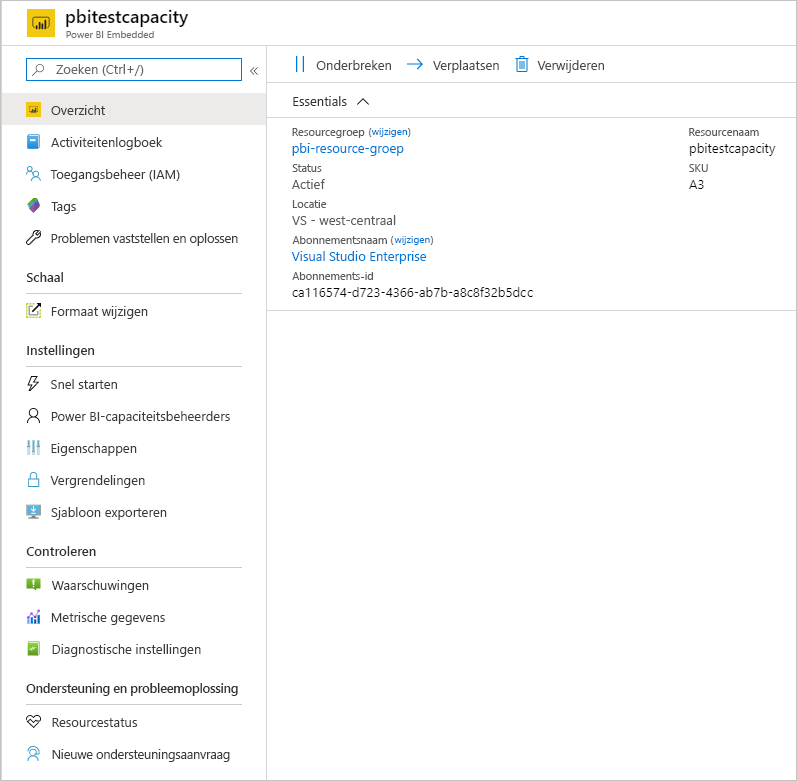 pbitestcapacity
Power BI Embedded
Zoeken (Ctrl+/)
«
Overzicht
Activiteitenlogboek
Toegangsbeheer (IAM)
Tags
Problemen vaststellen en oplossen
Schaal
Formaat wijzigen
Instellingen
Snel starten
Power BI-capaciteitsbeheerders
Eigenschappen
Vergrendelingen
Sjabloon exporteren
Controleren
Waarschuwingen
Metrische gegevens
Diagnostische instellingen
Ondersteuning en probleemoplossing
Resourcestatus
Nieuwe ondersteuningsaanvraag
Onderbreken Verplaatsen Verwijderen
Essentials
Resourcegroep (wijzigen)
pbi-resource-groep
Status
Actief
Locatie
VS - west-centraal
Abonnementsnaam (wijzigen)
Visual Studio Enterprise
Abonnements-id
ca116574-d723-4366-ab7b-a8c8f32b5dcc
Resourcenaam
pbitestcapacity
SKU
A3